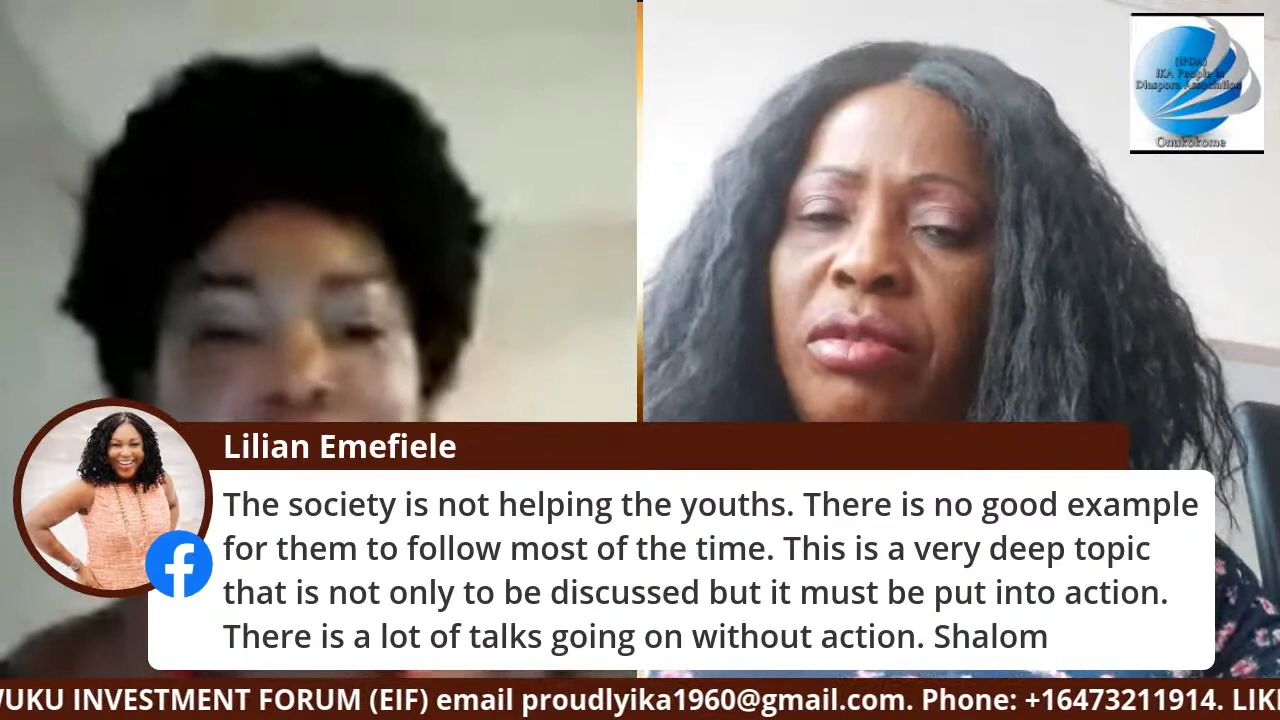 (IPDA)
IKA People in
Diaspora Association
Onukokome
Lilian Emefiele
The society is not helping the youths. There is no good example
for them to follow most of the time. This is a very deep topic
that is not only to be discussed but it must be put into action.
There is a lot of talks going on without action. Shalom
INVESTMENT FORUM (EIF) email proudlyika1960@gmail.com. Phone: +16473211914.